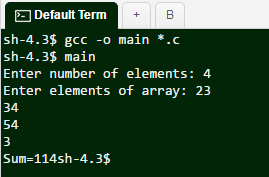 Default Term + B
sh-4.3$ gcc -o main *.c
sh-4.3$ main
Enter number of elements: 4
Enter elements of array: 23
34
54
3
Sum=114sh-4.3$